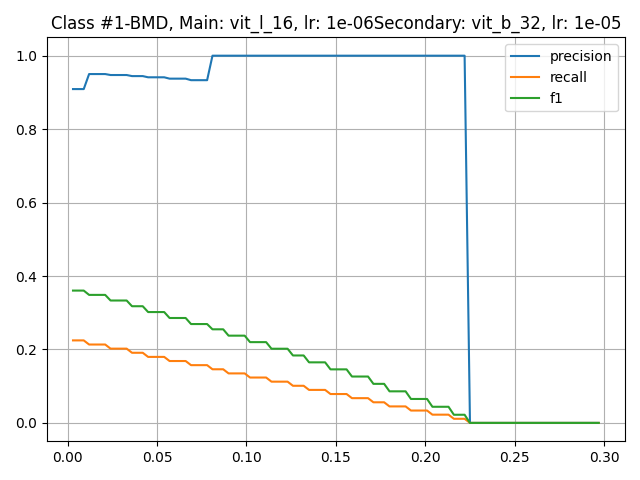 Class #1-BMD, Main: vit_l_16, lr: 1e-06Secondary: vit_b_32, lr: 1e-05
precision
recall
f1
1.0
0.8
0.6
0.4
0.2
0.0
0.00 0.05 0.10 0.15 0.20 0.25 0.30